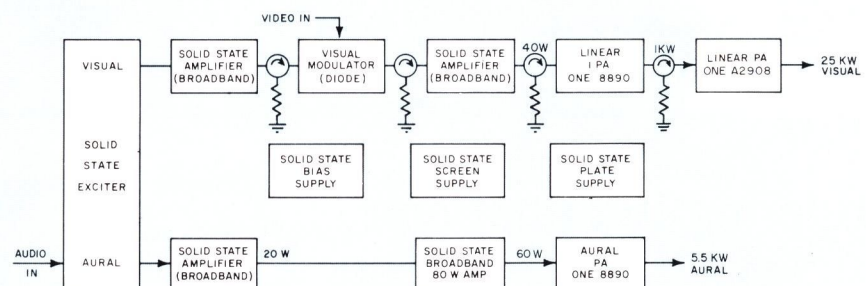 VIDEO IN
VISUAL
SOLID STATE
AMPLIFIER
(BROADBAND)
VISUAL
MODULATOR
(DIODE)
SOLID STATE
AMPLIFIER
(BROADBAND)
40W
LINEAR
I PA
ONE 8890
1KW
LINEAR PA
ONE A2908
25 KW
VISUAL
SOLID
STATE
EXCITER
SOLID STATE
BIAS
SUPPLY
SOLID STATE
SCREEN
SUPPLY
SOLID STATE
PLATE
SUPPLY
AUDIO
IN
AURAL
SOLID STATE
AMPLIFIER
(BROADBAND)
20 W
SOLID STATE
BROADBAND
80 W AMP
60W
AURAL
PA
ONE 8890
5.5 KW
AURAL